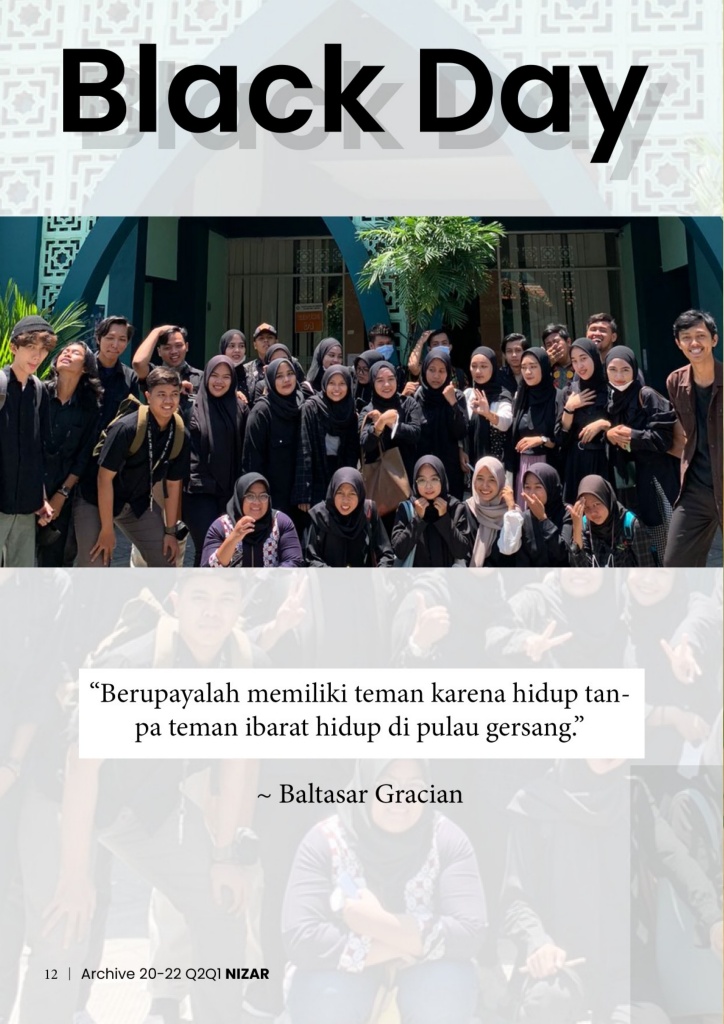 Black Day
“Berupayalah memiliki teman karena hidup tan-
pa teman ibarat hidup di pulau gersang.”
~ Baltasar Gracian
12 | Archive 20-22 Q2Q1 NIZAR